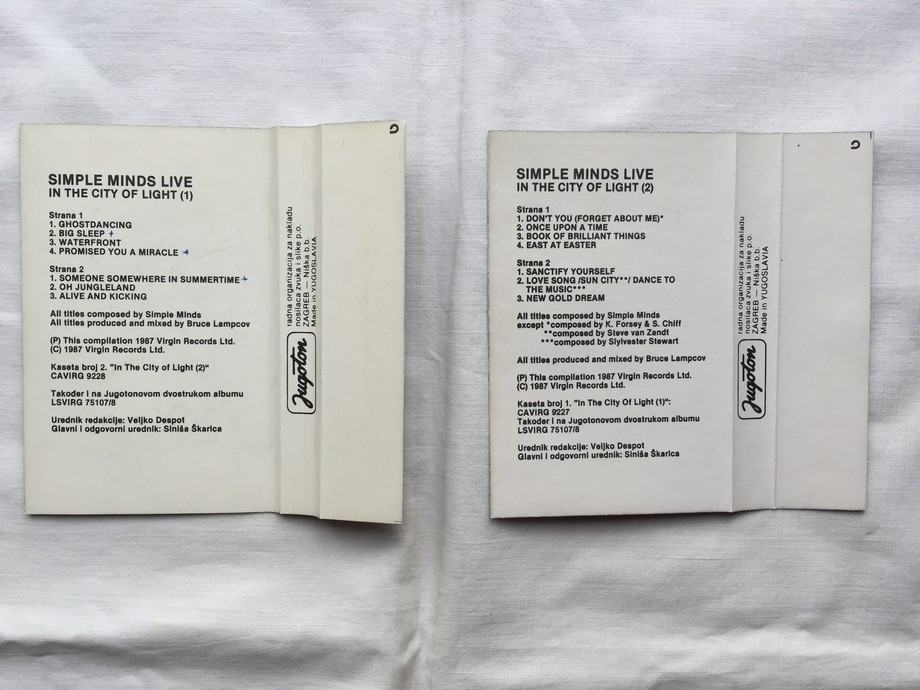 SIMPLE MINDS LIVE
IN THE CITY OF LIGHT (1)
Strana 1
1. GHOSTDANCING
2. BIG SLEEP +
3. WATERFRONT
4. PROMISED YOU A MIRACLE +
Strana 2
1. SOMEONE SOMEWHERE IN SUMMERTIME +
2. OH JUNGLELAND
3. ALIVE AND KICKING
All titles composed by Simple Minds
All titles produced and mixed by Bruce Lampcov
(P) This compilation 1987 Virgin Records Ltd.
(C) 1987 Virgin Records Ltd.
Kaseta broj 2. "In The City of Light (2)"
CAVIRG 9228
Također i na Jugotonovom dvostrukom albumu
LSVIRG 75107/8
Urednik redakcije: Veljko Despot
Glavni i odgovorni urednik: Siniša Škarica
Jugoton
radna organizacija za nakladu
nosilaca zvuka i slike p.o.
ZAGREB — Niška b.b.
Made in YUGOSLAVIA
SIMPLE MINDS LIVE
IN THE CITY OF LIGHT (2)
Strana 1
1. DON'T YOU (FORGET ABOUT ME)*
2. ONCE UPON A TIME
3. BOOK OF BRILLIANT THINGS
4. EAST AT EASTER
Strana 2
1. SANCTIFY YOURSELF
2. LOVE SONG /SUN CITY**/ DANCE TO
THE MUSIC***
3. NEW GOLD DREAM
All titles composed by Simple Minds
except *composed by K. Forsey & S. Chiff
**composed by Steve van Zandt
***composed by Slylvester Stewart
All titles produced and mixed by Bruce Lampcov
(P) This compilation 1987 Virgin Records Ltd.
(C) 1987 Virgin Records Ltd.
Kaseta broj 1. "In The City Of Light (1)":
CAVIRG 9227
Također i na Jugotonovom dvostrukom albumu
LSVIRG 75107/8
Urednik redakcije: Veljko Despot
Glavni i odgovorni urednik: Siniša Škarica
Jugoton
radna organizacija za nakladu
nosilaca zvuka i slike p.o.
ZAGREB — Niška b.b.
Made in YUGOSLAVIA